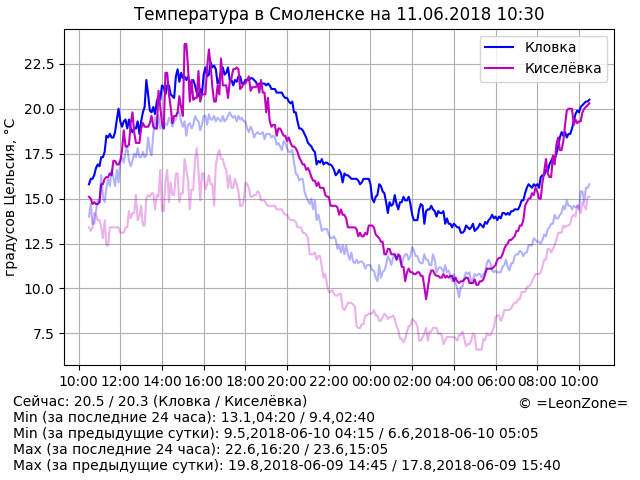 Температура в Смоленске на 11.06.2018 10:30
градусов Цельсия, °C
22.5
20.0
17.5
15.0
12.5
10.0
7.5
Кловка
Киселёвка
10:00 12:00 14:00 16:00 18:00 20:00 22:00 00:00 02:00 04:00 06:00 08:00 10:00
Сейчас: 20.5 / 20.3 (Кловка / Киселёвка)
© =LeonZone=
Min (за последние 24 часа): 13.1,04:20 / 9.4,02:40
Min (за предыдущие сутки): 9.5,2018-06-10 04:15 / 6.6,2018-06-10 05:05
Max (за последние 24 часа): 22.6,16:20 / 23.6,15:05
Max (за предыдущие сутки): 19.8,2018-06-09 14:45 / 17.8,2018-06-09 15:40